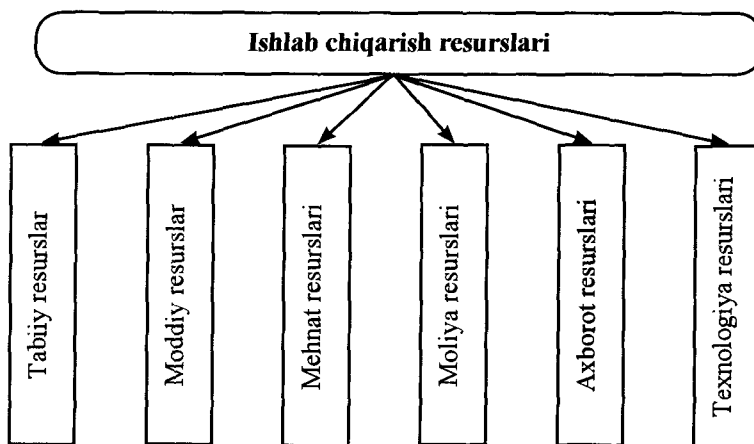 Ishlab chiqarish resurslari
Tabiiy resurslar
Moddiy resurslar
Mehnat resurslari
Moliya resurslari
Axborot resurslari
Texnologiya resurslari